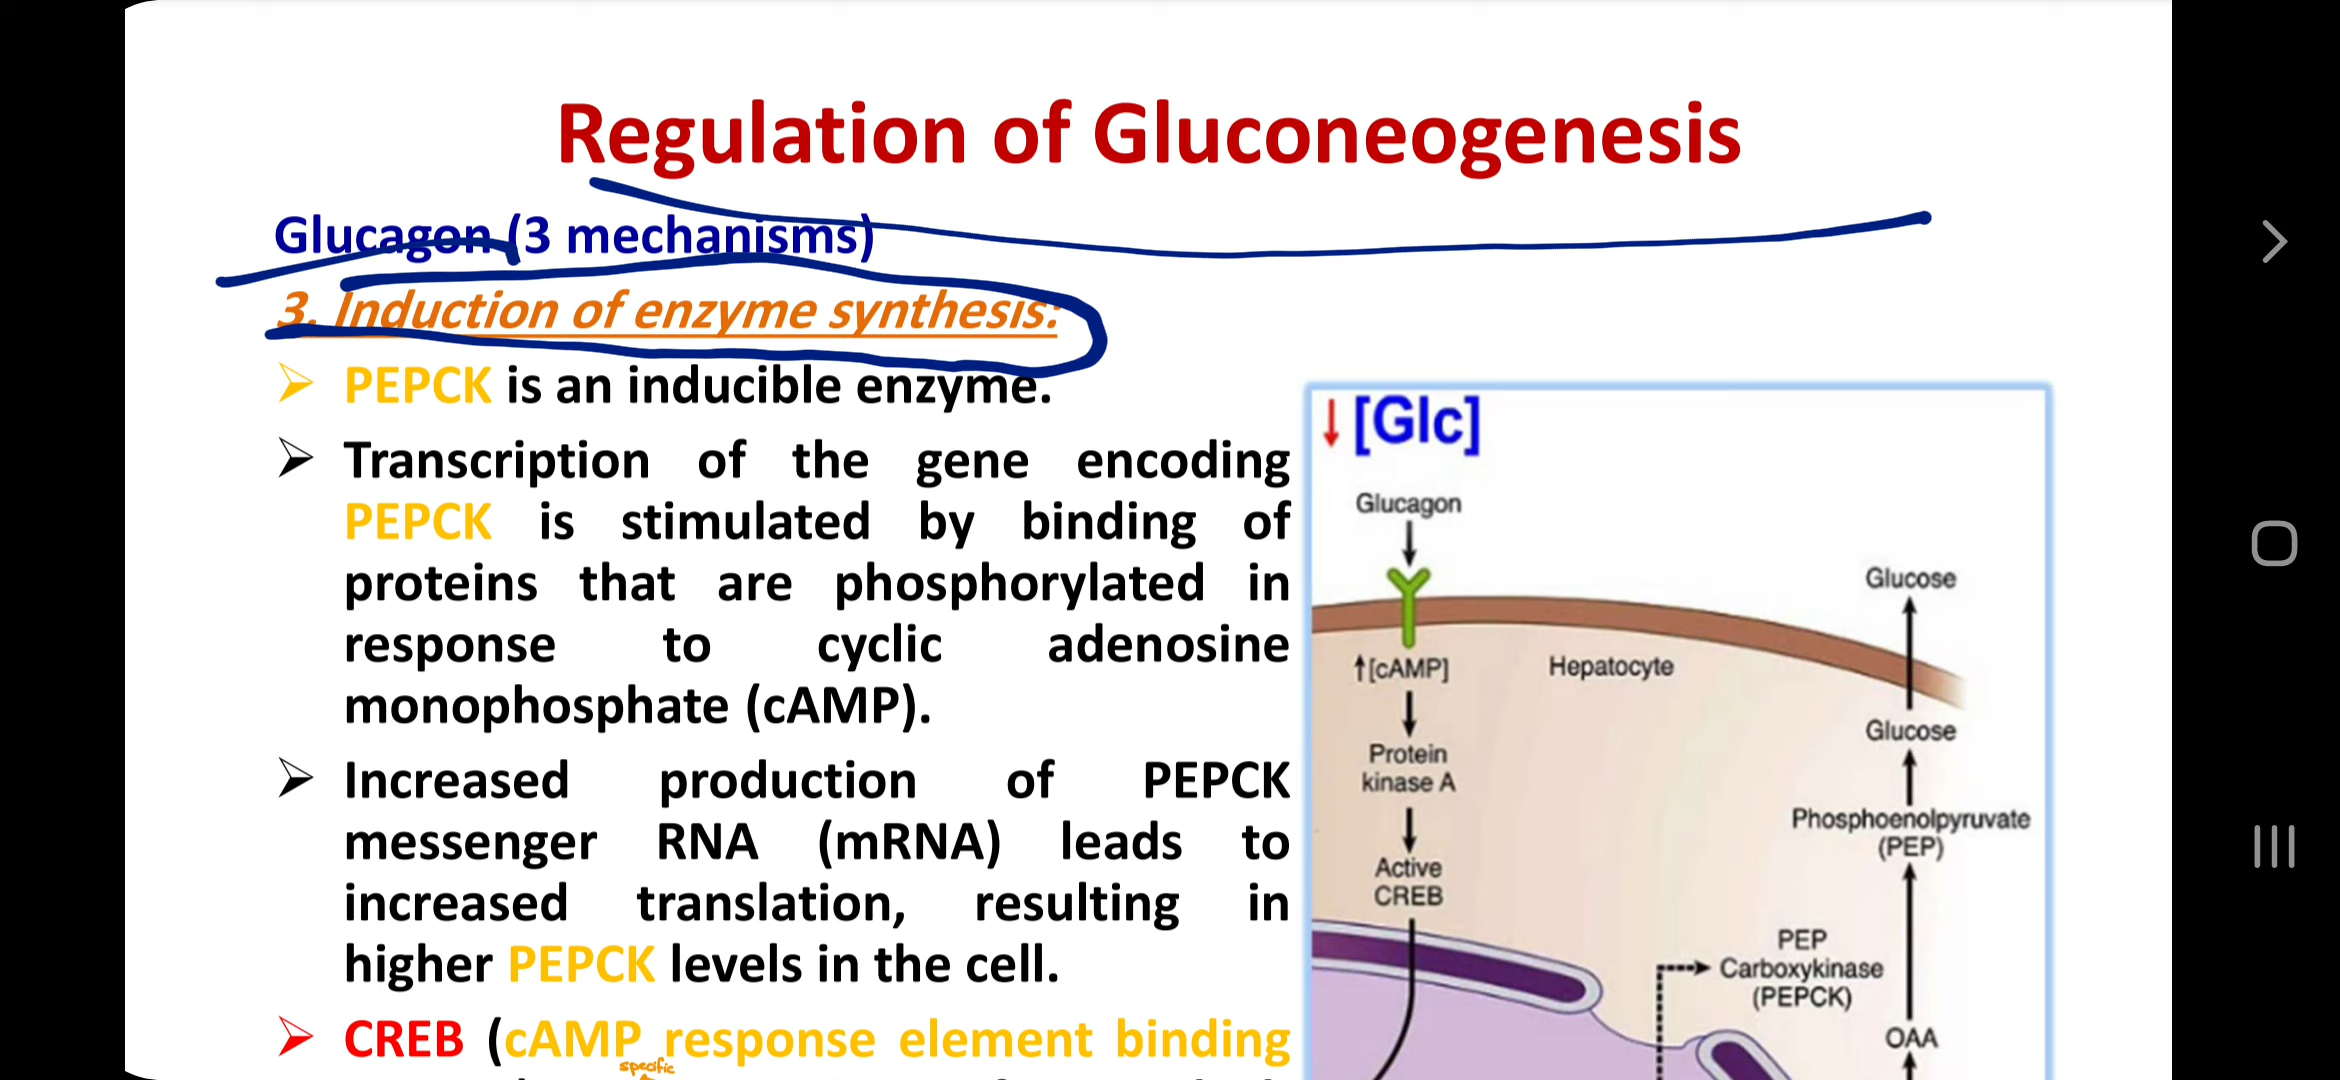 Regulation of Gluconeogenesis
Glucagon (3 mechanisms)
3. Induction of enzyme synthesis:
PEPCK is an inducible enzyme.
Transcription of the gene encoding
PEPCK is stimulated by binding of
proteins that are phosphorylated in
response to cyclic adenosine
monophosphate (cAMP).
Increased production of PEPCK
messenger RNA (mRNA) leads to
increased translation, resulting in
higher PEPCK levels in the cell.
CREB (cAMP response element binding
specific
↓ [Glc]
Glucagon
↑[cAMP]
Protein
kinase A
Active
CREB
Hepatocyte
Glucose
Glucose
Phosphoenolpyruvate
(PEP)
PEP
Carboxykinase
(PEPCK)
OAA